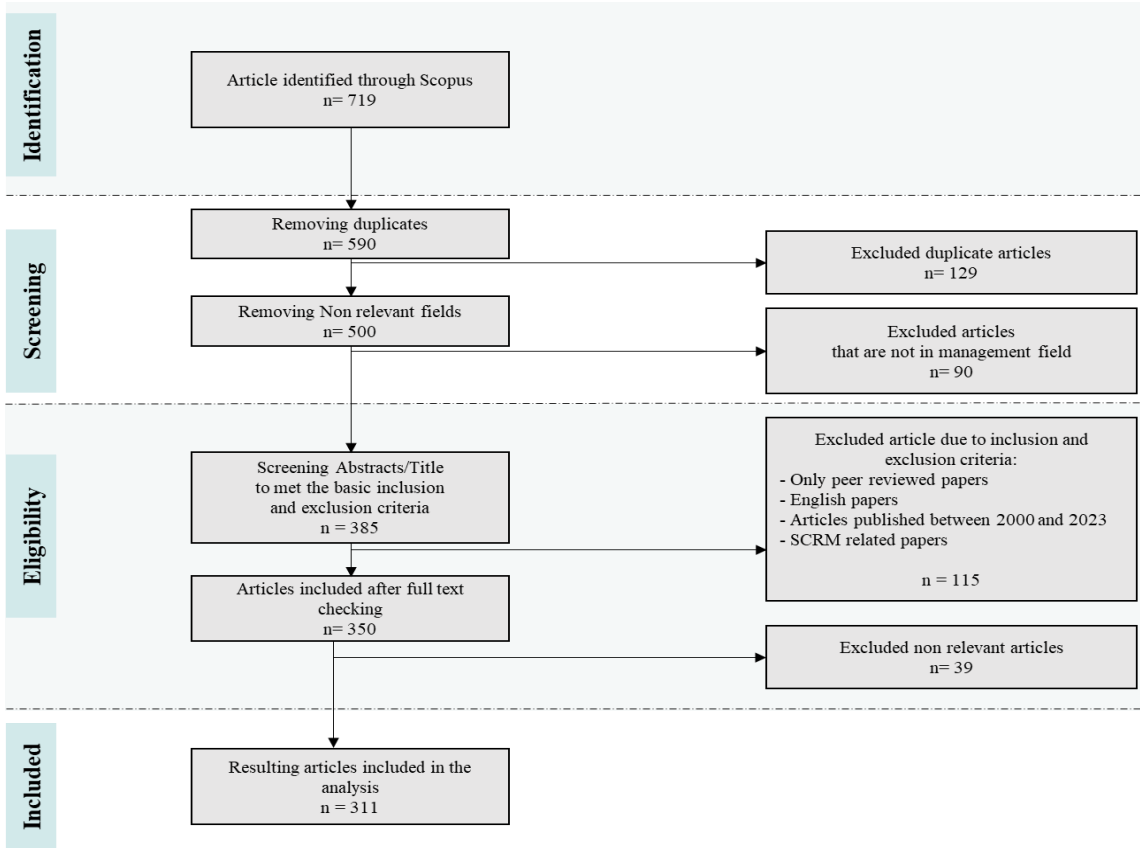 Identification
Article identified through Scopus
n= 719
Screening
Removing duplicates
n= 590
Excluded duplicate articles
n= 129
Removing Non relevant fields
n= 500
Excluded articles
that are not in management field
n= 90
Eligibility
Screening Abstracts/Title
to met the basic inclusion
and exclusion criteria
n = 385
Excluded article due to inclusion and
exclusion criteria:
- Only peer reviewed papers
- English papers
- Articles published between 2000 and 2023
- SCRM related papers
n = 115
Articles included after full text
checking
n= 350
Excluded non relevant articles
n= 39
Included
Resulting articles included in the
analysis
n = 311